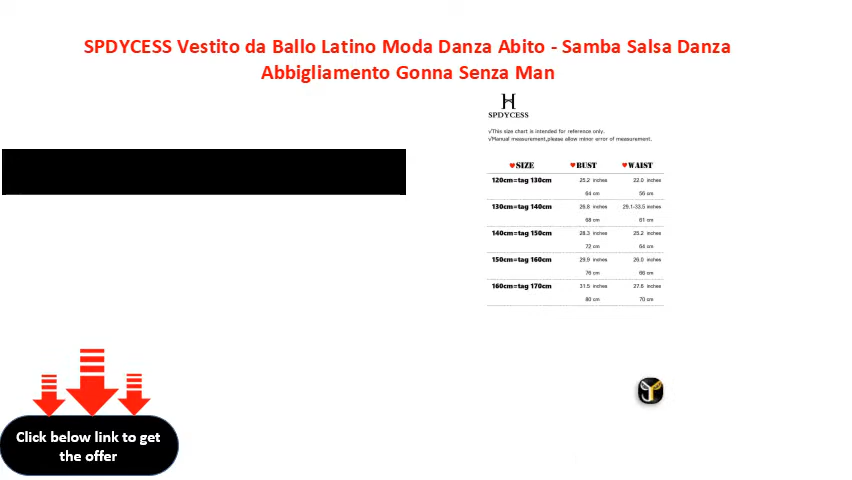 SPDYCESS Vestito da Ballo Latino Moda Danza Abito - Samba Salsa Danza
Abbigliamento Gonna Senza Man
SPDYCESS
√This size chart is intended for reference only.
√Manual measurement,please allow minor error of measurement.
SIZE BUST WAIST
120cm=tag 130cm 25.2 inches 22.0 inches
64 cm 56 cm
130cm=tag 140cm 26.8 inches 29.1-33.5 inches
68 cm 61 cm
140cm=tag 150cm 28.3 inches 25.2 inches
72 cm 64 cm
150cm=tag 160cm 29.9 inches 26.0 inches
76 cm 66 cm
160cm=tag 170cm 31.5 inches 27.6 inches
80 cm 70 cm
Click below link to get
the offer